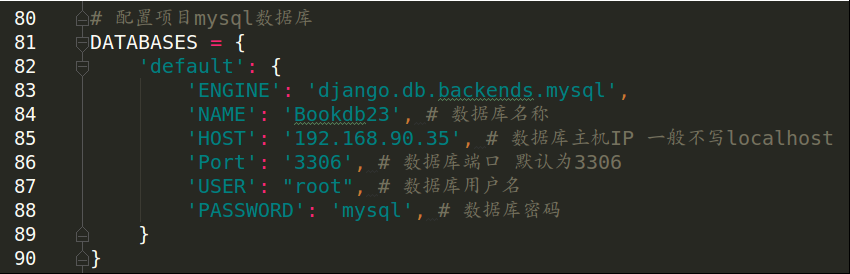 80 # 配置项目mysql数据库
81 DATABASES = {
82 'default': {
83 'ENGINE': 'django.db.backends.mysql',
84 'NAME': 'Bookdb23', # 数据库名称
85 'HOST': '192.168.90.35', # 数据库主机IP 一般不写localhost
86 'Port': '3306', # 数据库端口 默认为3306
87 'USER': "root", # 数据库用户名
88 'PASSWORD': 'mysql', # 数据库密码
89 }
90 }